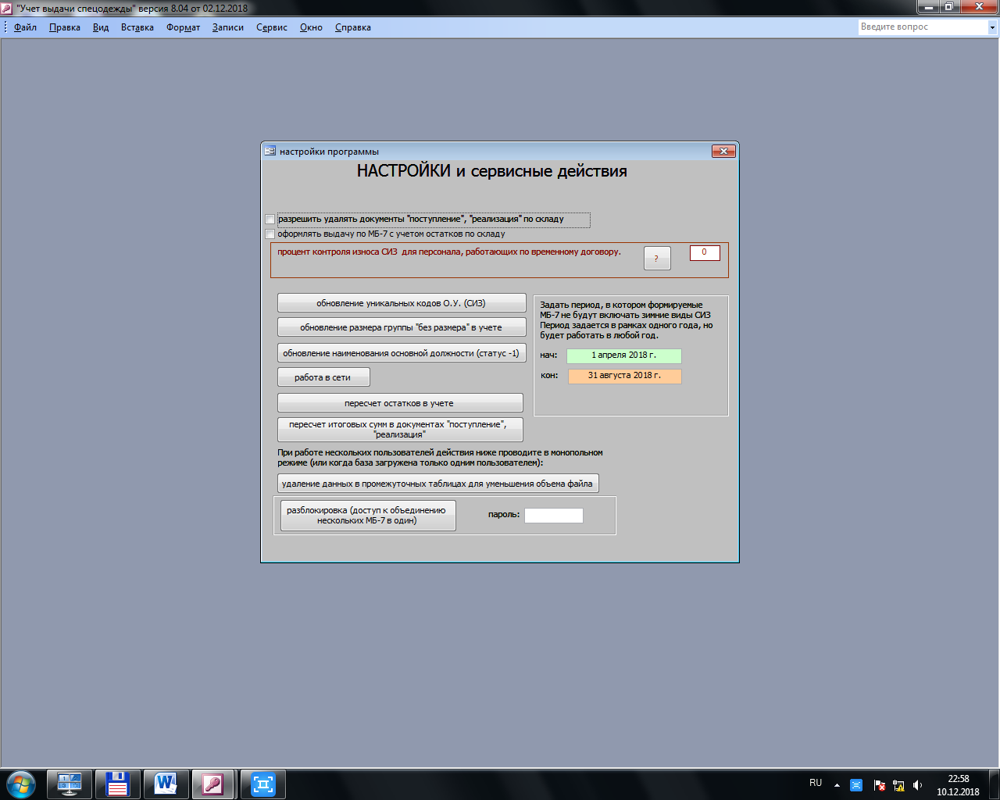 "Учет выдачи спецодежды" версия 8.04 от 02.12.2018
Файл Правка Вид Вставка Формат Записи Сервис Окно Справка Введите вопрос
настройки программы
НАСТРОЙКИ и сервисные действия
разрешить удалять документы "поступление", "реализация" по складу
оформлять выдачу по МБ-7 с учетом остатков по складу
процент контроля износа СИЗ для персонала, работающих по временному договору. ? 0
обновление уникальных кодов О.У. (СИЗ)
обновление размера группы "без размера" в учете
обновление наименования основной должности (статус -1)
работа в сети
пересчет остатков в учете
пересчет итоговых сумм в документах "поступление",
"реализация"
Задать период, в котором формируемые
МБ-7 не будут включать зимние виды СИЗ
Период задается в рамках одного года, но
будет работать в любой год.
нач: 1 апреля 2018 г.
кон: 31 августа 2018 г.
При работе нескольких пользователей действия ниже проводите в монопольном
режиме (или когда база загружена только одним пользователем):
удаление данных в промежуточных таблицах для уменьшения объема файла
разблокировка (доступ к объединению
нескольких МБ-7 в один)
пароль:
RU
22:58
10.12.2018